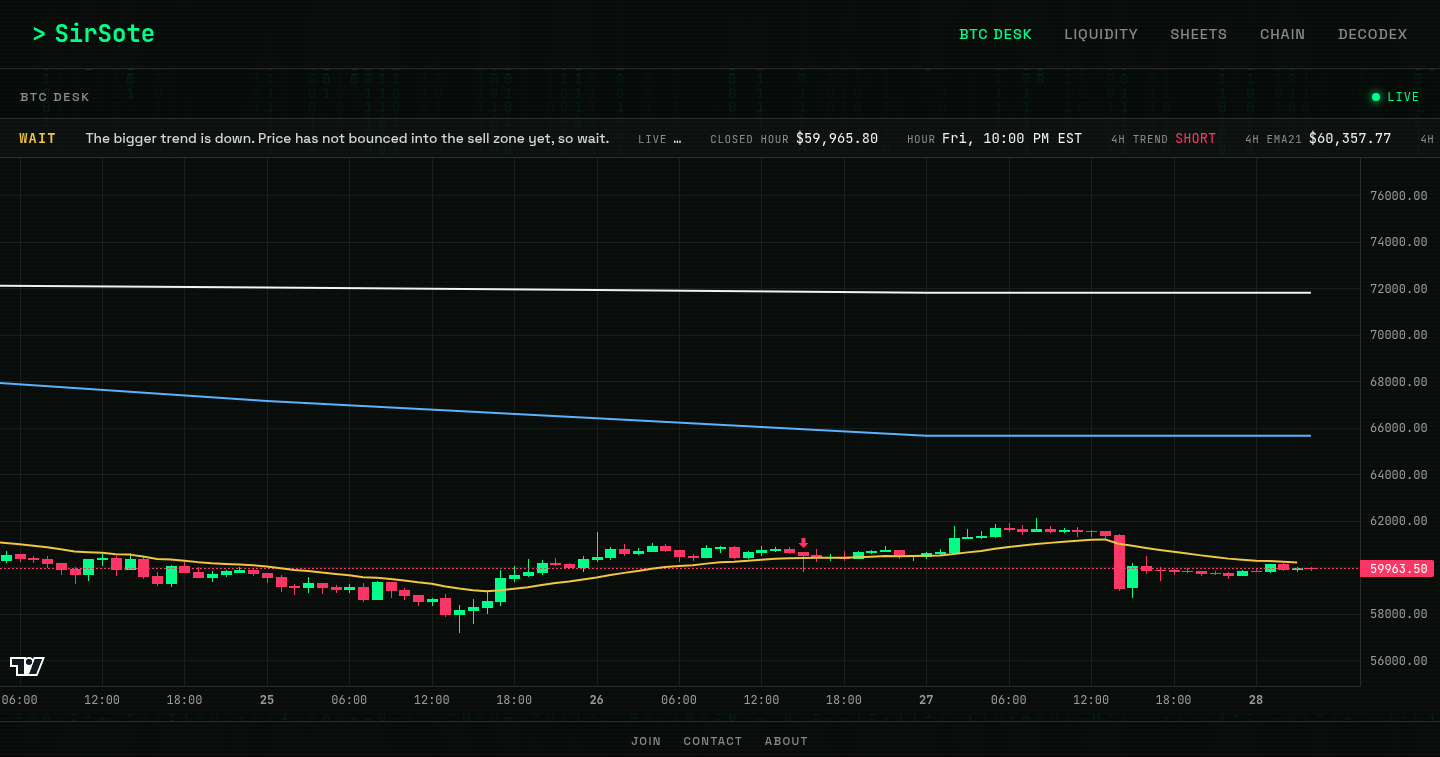 > SirSote
BTC DESK LIQUIDITY SHEETS CHAIN DECODEX
BTC DESK
LIVE
WAIT The bigger trend is down. Price has not bounced into the sell zone yet, so wait. LIVE … CLOSED HOUR $59,965.80 HOUR Fri, 10:00 PM EST 4H TREND SHORT 4H EMA21 $60,357.77 4H
76000.00
74000.00
72000.00
70000.00
68000.00
66000.00
64000.00
62000.00
59963.50
58000.00
56000.00
06:00 12:00 18:00 25 06:00 12:00 18:00 26 06:00 12:00 18:00 27 06:00 12:00 18:00 28
JOIN CONTACT ABOUT